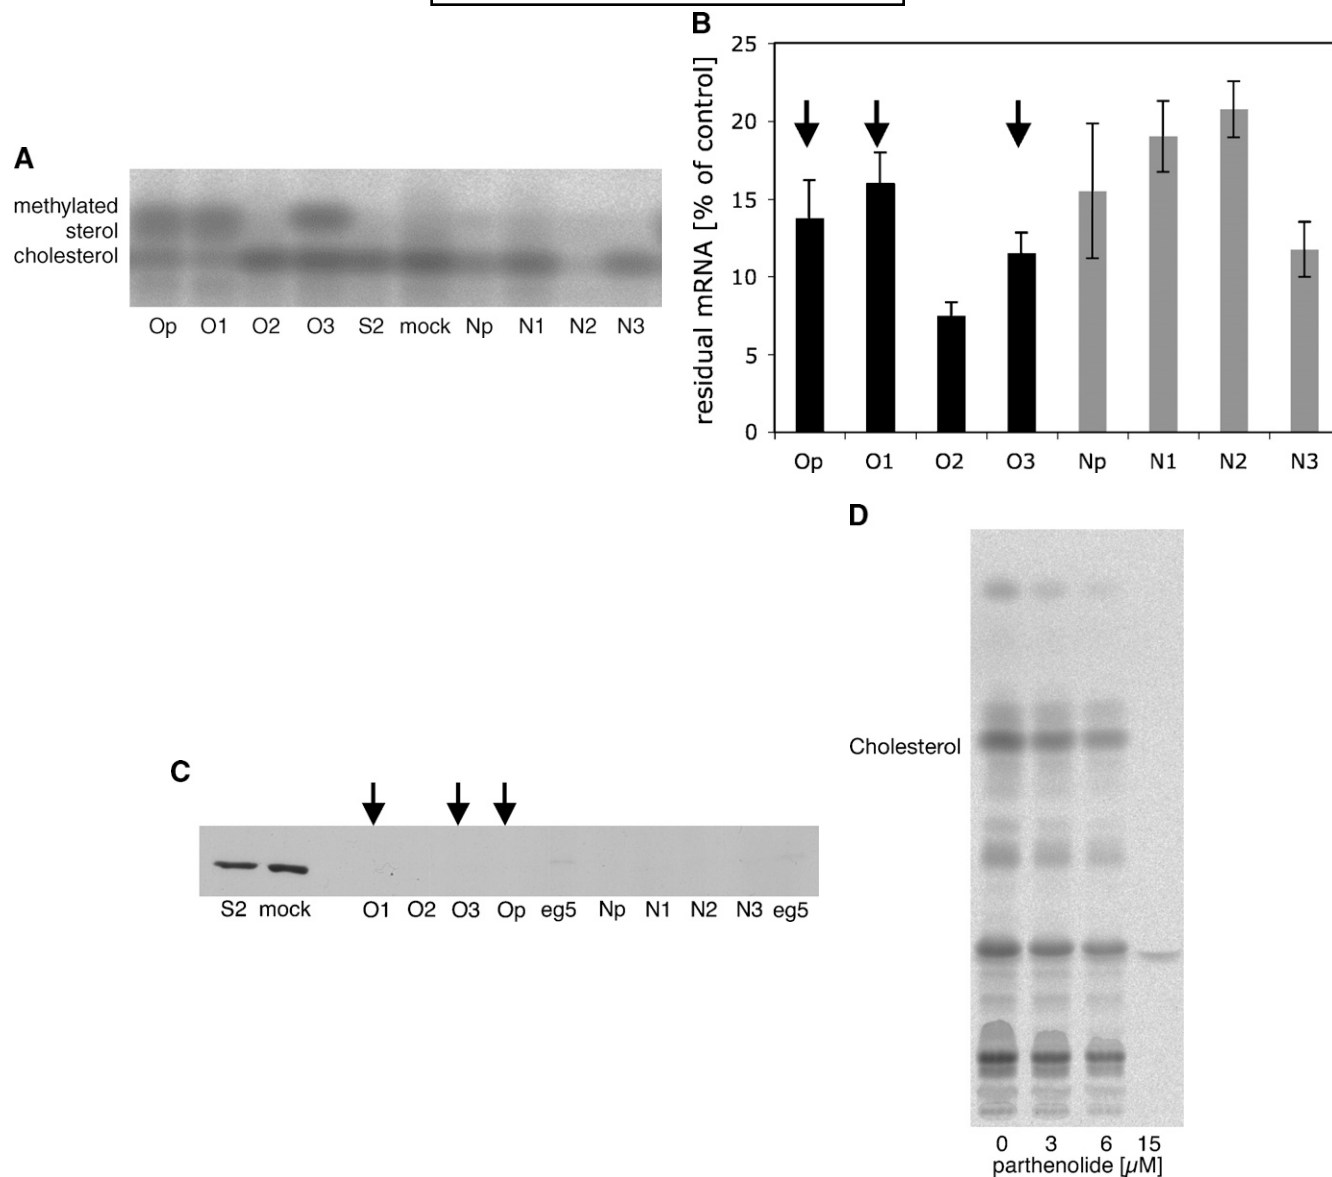 A
methylated
sterol
cholesterol
Op O1 O2 O3 S2 mock Np N1 N2 N3
B
residual mRNA [% of control]
25
20
15
10
5
0
Op O1 O2 O3 Np N1 N2 N3
C
S2 mock O1 O2 O3 Op eg5 Np N1 N2 N3 eg5
D
Cholesterol
0 3 6 15
parthenolide [µM]